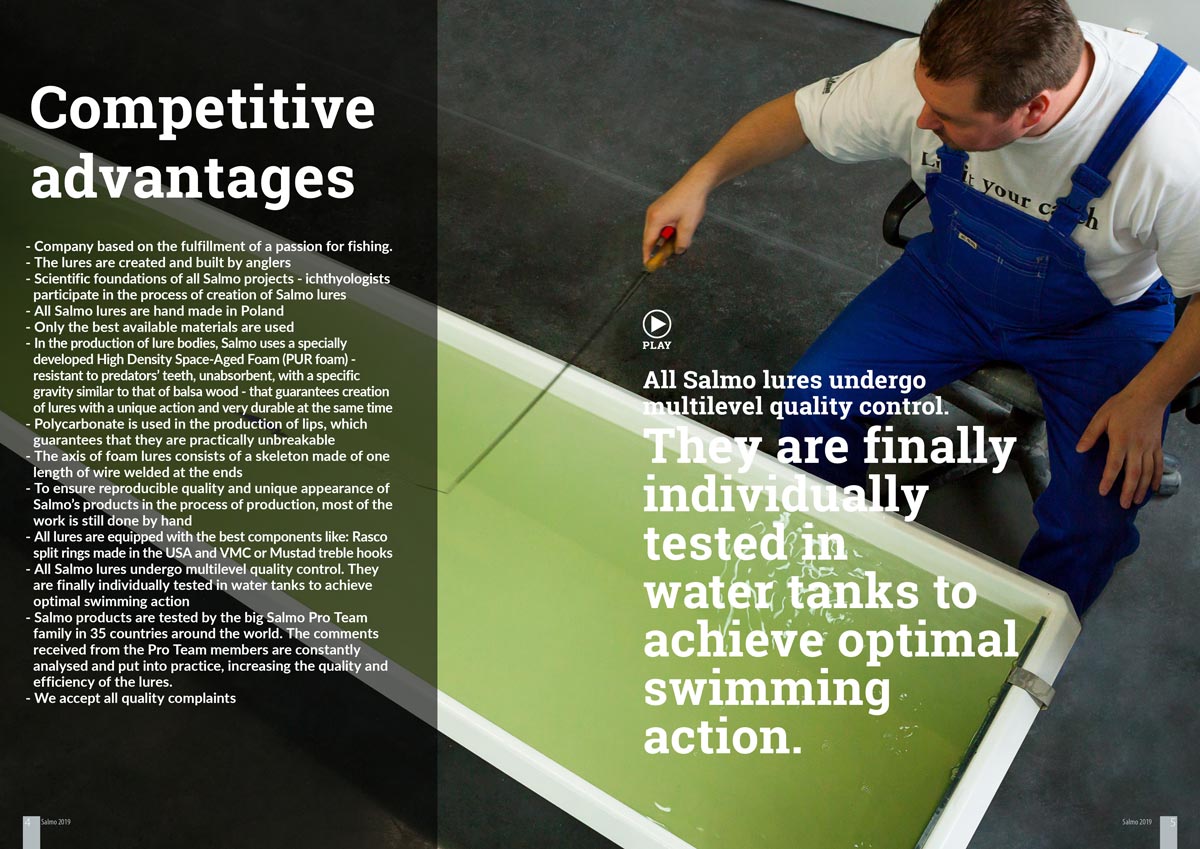 Competitive
advantages
- Company based on the fulfillment of a passion for fishing.
- The lures are created and built by anglers
- Scientific foundations of all Salmo projects - ichthyologists
participate in the process of creation of Salmo lures
- All Salmo lures are hand made in Poland
- Only the best available materials are used
- In the production of lure bodies, Salmo uses a specially
developed High Density Space-Aged Foam (PUR foam) -
resistant to predators' teeth, unabsorbent, with a specific
gravity similar to that of balsa wood - that guarantees creation
of lures with a unique action and very durable at the same time
- Polycarbonate is used in the production of lips, which
guarantees that they are practically unbreakable
- The axis of foam lures consists of a skeleton made of one
length of wire welded at the ends
- To ensure reproducible quality and unique appearance of
Salmo's products in the process of production, most of the
work is still done by hand
- All lures are equipped with the best components like: Rasco
split rings made in the USA and VMC or Mustad treble hooks
- All Salmo lures undergo multilevel quality control. They
are finally individually tested in water tanks to achieve
optimal swimming action
- Salmo products are tested by the big Salmo Pro Team
family in 35 countries around the world. The comments
received from the Pro Team members are constantly
analysed and put into practice, increasing the quality and
efficiency of the lures.
- We accept all quality complaints
4 Salmo 2019
your
PLAY
All Salmo lures undergo
multilevel quality control.
They are finally
individually
tested in
water tanks to
achieve optimal
swimming
action.
Salmo 2019 5